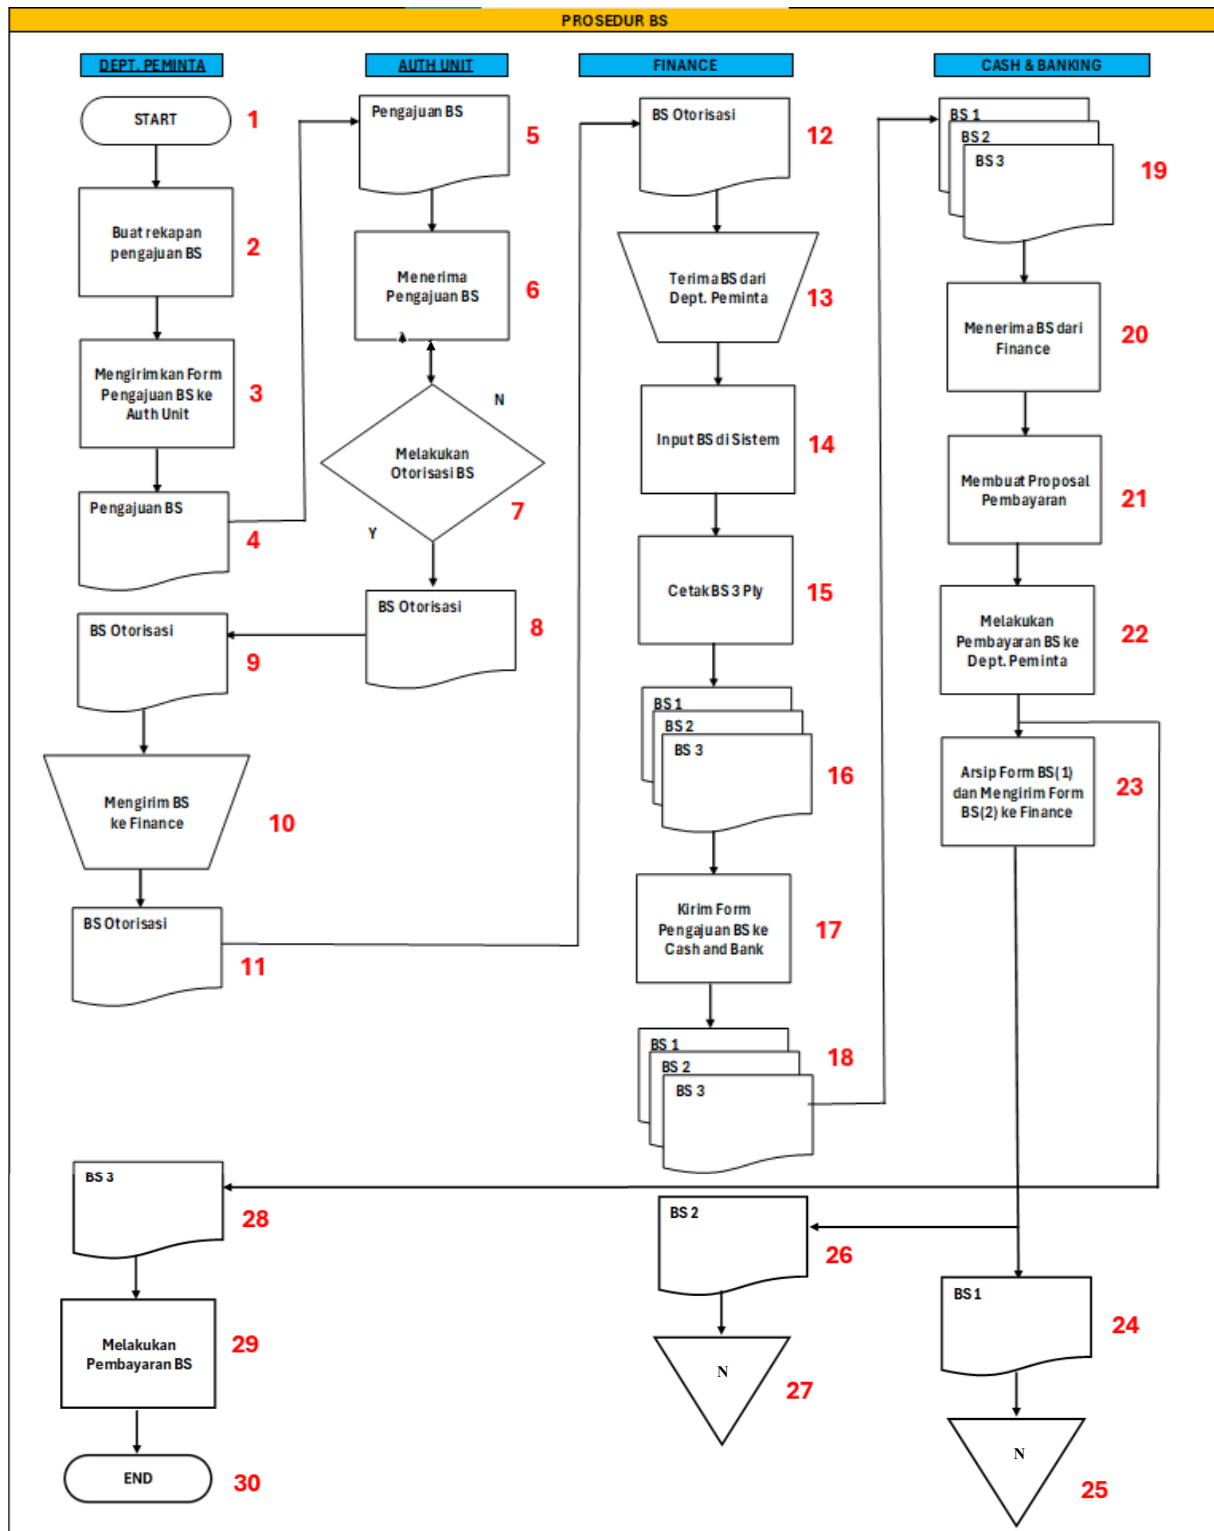 PROSEDUR BS
DEPT. PEMINTA
AUTH UNIT
FINANCE
CASH & BANKING
START
1
Buat rekapan
pengajuan BS
2
Mengirimkan Form
Pengajuan BS ke
Auth Unit
3
Pengajuan BS
4
Pengajuan BS
5
Menerima
Pengajuan BS
6
N
Melakukan
Otorisasi BS
7
Y
BS Otorisasi
8
BS Otorisasi
9
Mengirim BS
ke Finance
10
BS Otorisasi
11
BS Otorisasi
12
Terima BS dari
Dept. Peminta
13
Input BS di Sistem
14
Cetak BS 3 Ply
15
BS 1
BS 2
BS 3
16
Kirim Form
Pengajuan BS ke
Cash and Bank
17
BS 1
BS 2
BS 3
18
BS 1
BS 2
BS 3
19
Menerima BS dari
Finance
20
Membuat Proposal
Pembayaran
21
Melakukan
Pembayaran BS ke
Dept. Peminta
22
Arsip Form BS(1)
dan Mengirim Form
BS(2) ke Finance
23
BS 1
24
N
25
BS 2
26
N
27
BS 3
28
Melakukan
Pembayaran BS
29
END
30